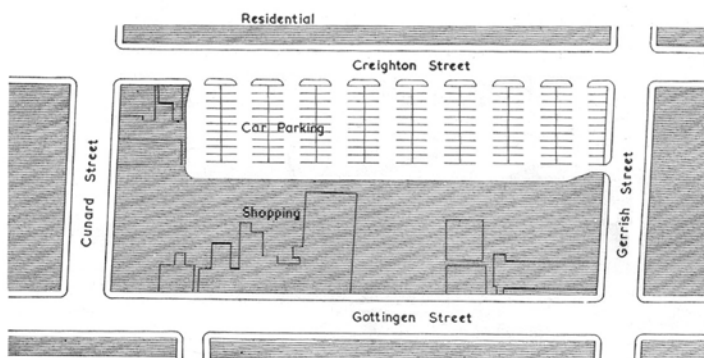 Residential
Creighton Street
Car Parking
Cunard Street
Gerrish Street
Shopping
Gottingen Street